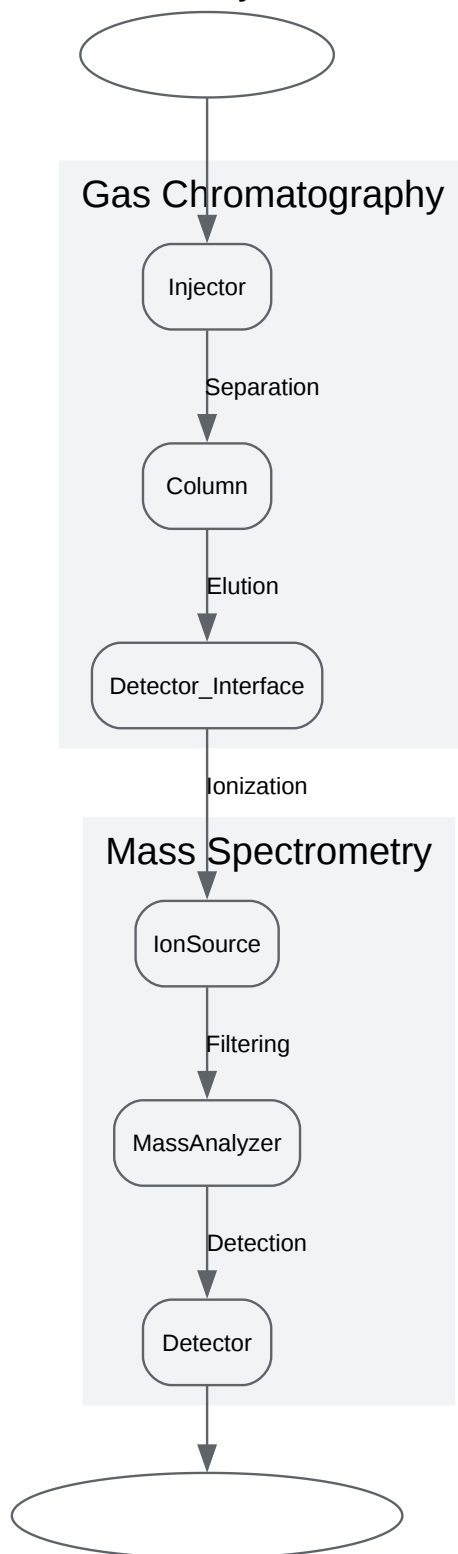 Gas Chromatography
Injector
Separation
Column
Elution
Detector_Interface
Ionization
Mass Spectrometry
IonSource
Filtering
MassAnalyzer
Detection
Detector